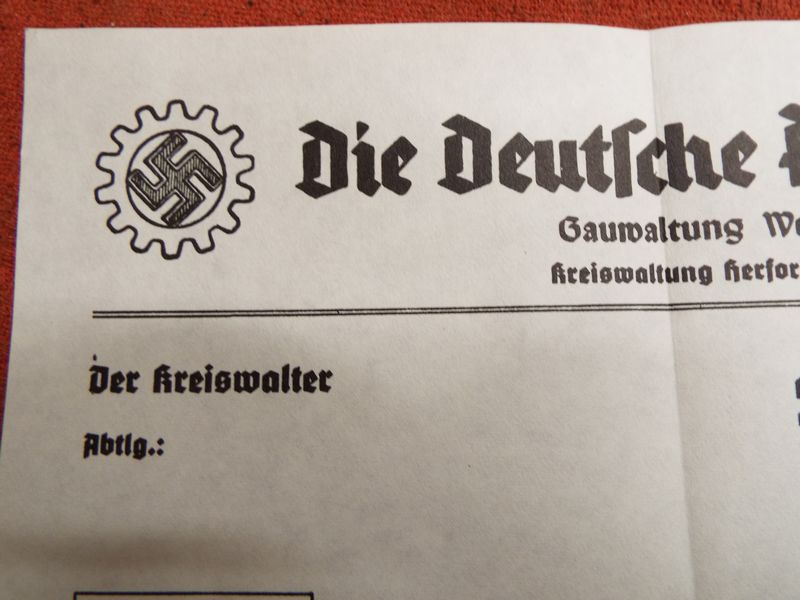 Die Deutsche
Gauwaltung
Kreiswaltung
Der Kreiswalter
Abtlg.: